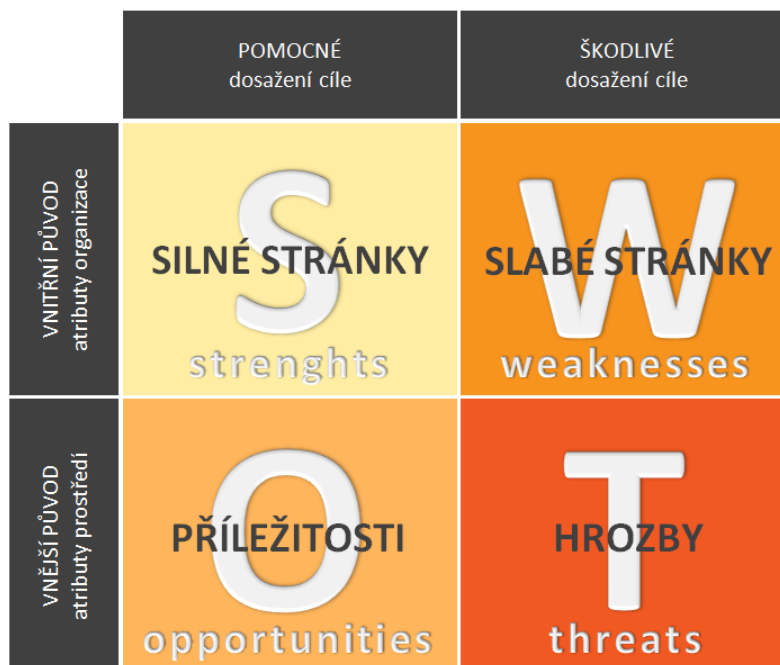 POMOCNÉ
dosažení cíle
ŠKODLIVÉ
dosažení cíle
VNITŘNÍ PŮVOD
atributy organizace
S
SILNÉ STRÁNKY
strenghts
W
SLABÉ STRÁNKY
weaknesses
VNĚJŠÍ PŮVOD
atributy prostředí
O
PŘÍLEŽITOSTI
opportunities
T
HROZBY
threats